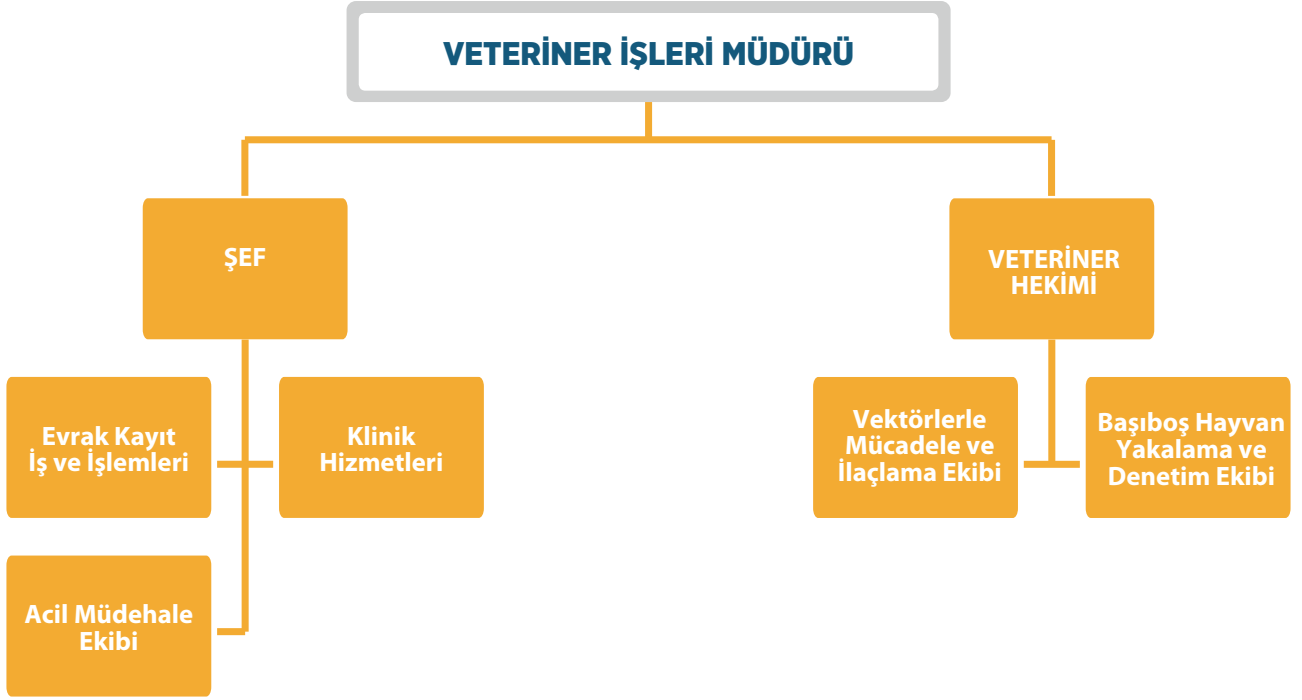 VETERİNER İŞLERİ MÜDÜRÜ
ŞEF
VETERİNER
HEKİMİ
Evrak Kayıt
İş ve İşlemleri
Klinik
Hizmetleri
Vektörlerle
Mücadele ve
İlaçlama Ekibi
Başıboş Hayvan
Yakalama ve
Denetim Ekibi
Acil Müdehale
Ekibi